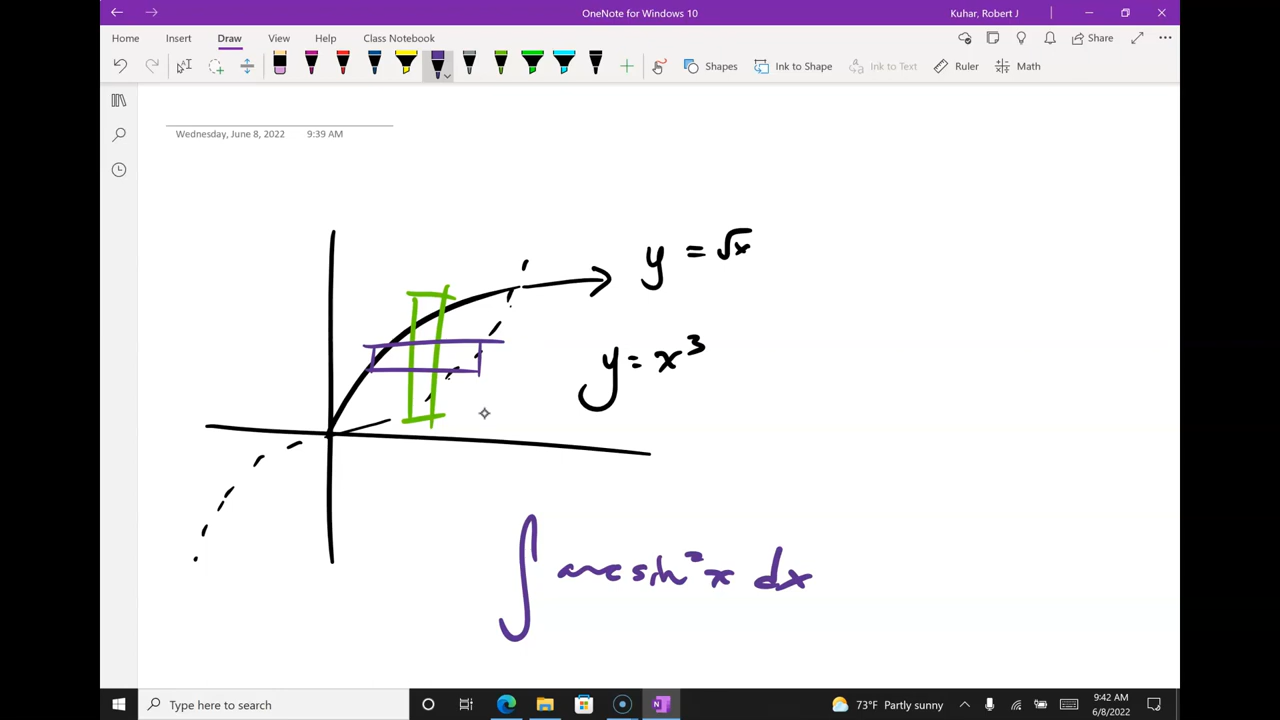 OneNote for Windows 10
Kuhar, Robert J
Home Insert Draw View Help Class Notebook
Share
Shapes Ink to Shape Ink to Text Ruler Math
Wednesday, June 8, 2022 9:39 AM
y = √x
y = x³
∫ arcsin²x dx
Type here to search
73°F Partly sunny
9:42 AM
6/8/2022